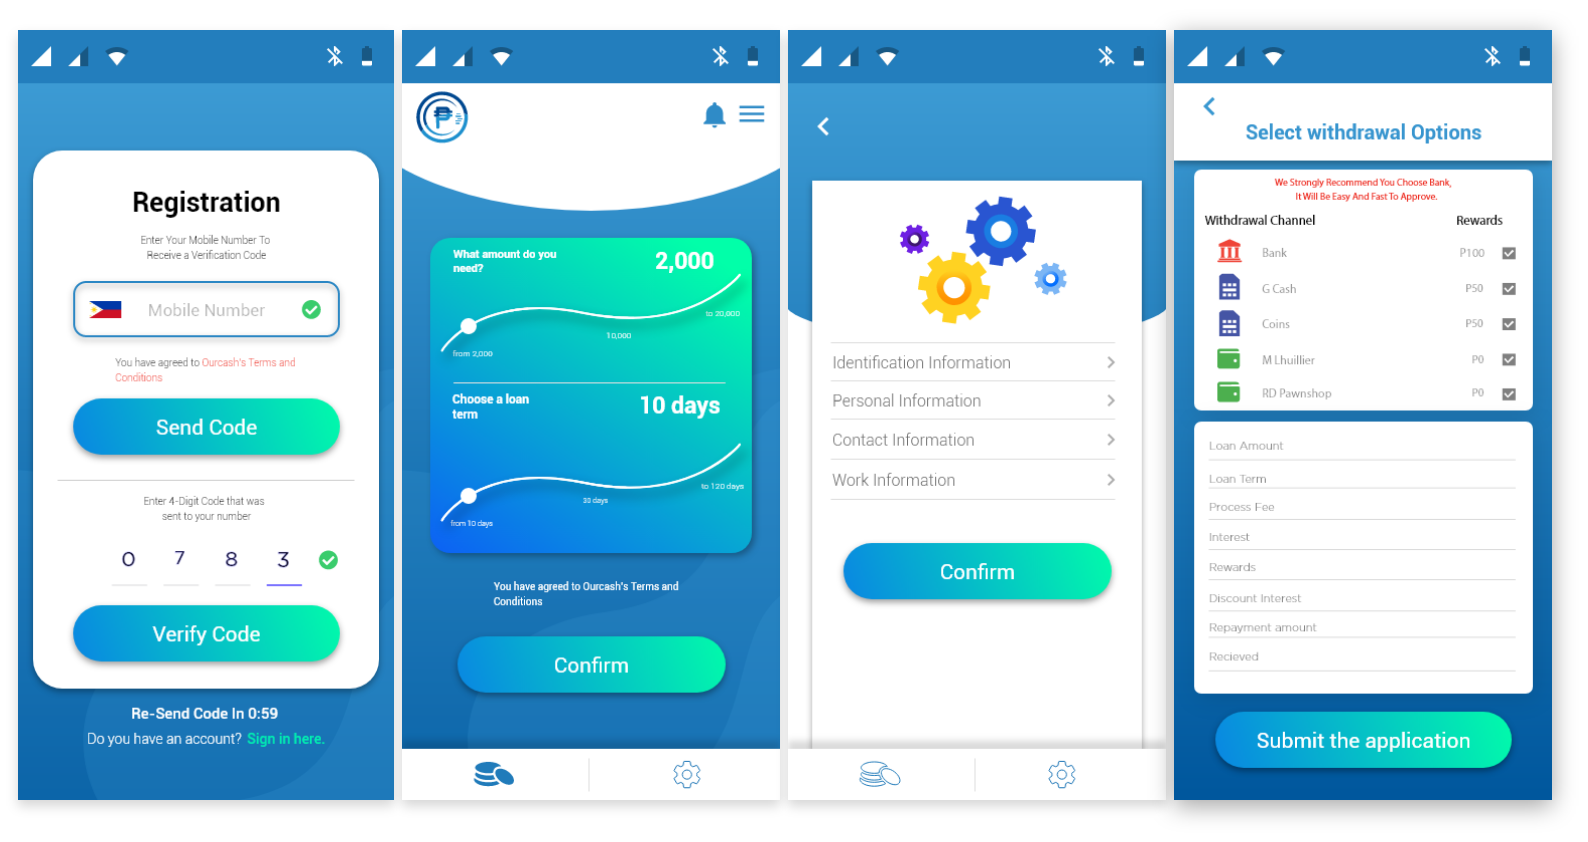 Registration
Enter Your Mobile Number To
Receive a Verification Code
Mobile Number
You have agreed to Ourcash's Terms and
Conditions
Send Code
Enter 4-Digit Code that was
sent to your number
0 7 8 3
Verify Code
Re-Send Code In 0:59
Do you have an account? Sign in here.
What amount do you
need?
2,000
to 20,000
10,000
from 2,000
Choose a loan
term
10 days
to 120 days
30 days
from 10 days
You have agreed to Ourcash's Terms and
Conditions
Confirm
Identification Information
Personal Information
Contact Information
Work Information
Confirm
Select withdrawal Options
We Strongly Recommend You Choose Bank,
It Will Be Easy And Fast To Approve.
Withdrawal Channel Rewards
Bank P100
G Cash P50
Coins P50
M Lhuillier P0
RD Pawnshop P0
Loan Amount
Loan Term
Process Fee
Interest
Rewards
Discount Interest
Repayment amount
Recieved
Submit the application